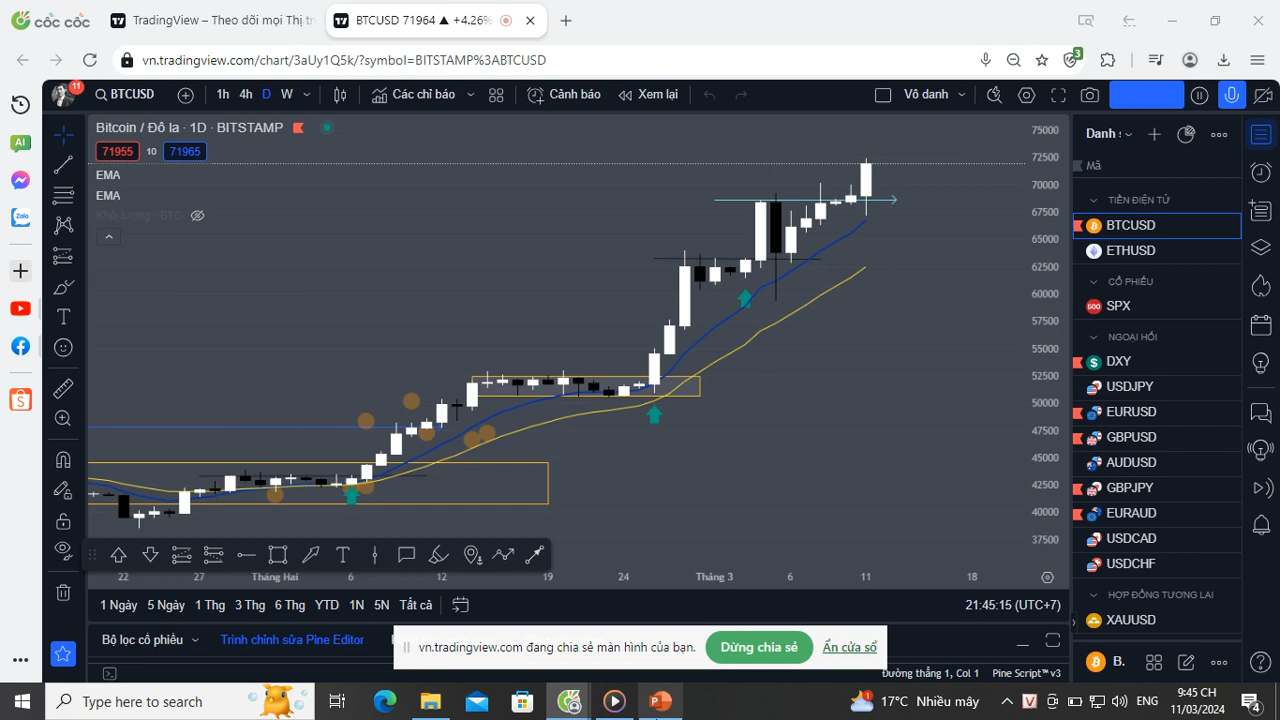 cốc cốc
TradingView – Theo dõi mọi Thị tr
BTCUSD 71964 ▲ +4.26%
vn.tradingview.com/chart/3aUy1Q5k/?symbol=BITSTAMP%3ABTCUSD
3
11
BTCUSD
1h 4h D W
Các chỉ báo
Cảnh báo
Xem lại
Vô danh
Danh s
Bitcoin / Đô la · 1D · BITSTAMP
71955 10 71965
EMA
EMA
Khối lượng · BTC
75000
72500
70000
67500
65000
62500
60000
57500
55000
52500
50000
47500
45000
42500
40000
37500
22 27 Tháng Hai 6 12 19 24 Tháng 3 6 11 18
AI
Zalo
Mã
TIỀN ĐIỆN TỬ
BTCUSD
ETHUSD
CỔ PHIẾU
500
SPX
NGOẠI HỐI
DXY
USDJPY
EURUSD
GBPUSD
AUDUSD
GBPJPY
EURAUD
USDCAD
USDCHF
HỢP ĐỒNG TƯƠNG LAI
XAUUSD
B.
1 Ngày 5 Ngày 1 Thg 3 Thg 6 Thg YTD 1N 5N Tất cả
21:45:15 (UTC+7)
Bộ lọc cổ phiếu
Trình chỉnh sửa Pine Editor
vn.tradingview.com đang chia sẻ màn hình của bạn.
Dừng chia sẻ
Ẩn cửa sổ
Đường thẳng 1, Col 1 Pine Script™ v3
Type here to search
1
17°C Nhiều mây
ENG
9:45 CH
11/03/2024
4